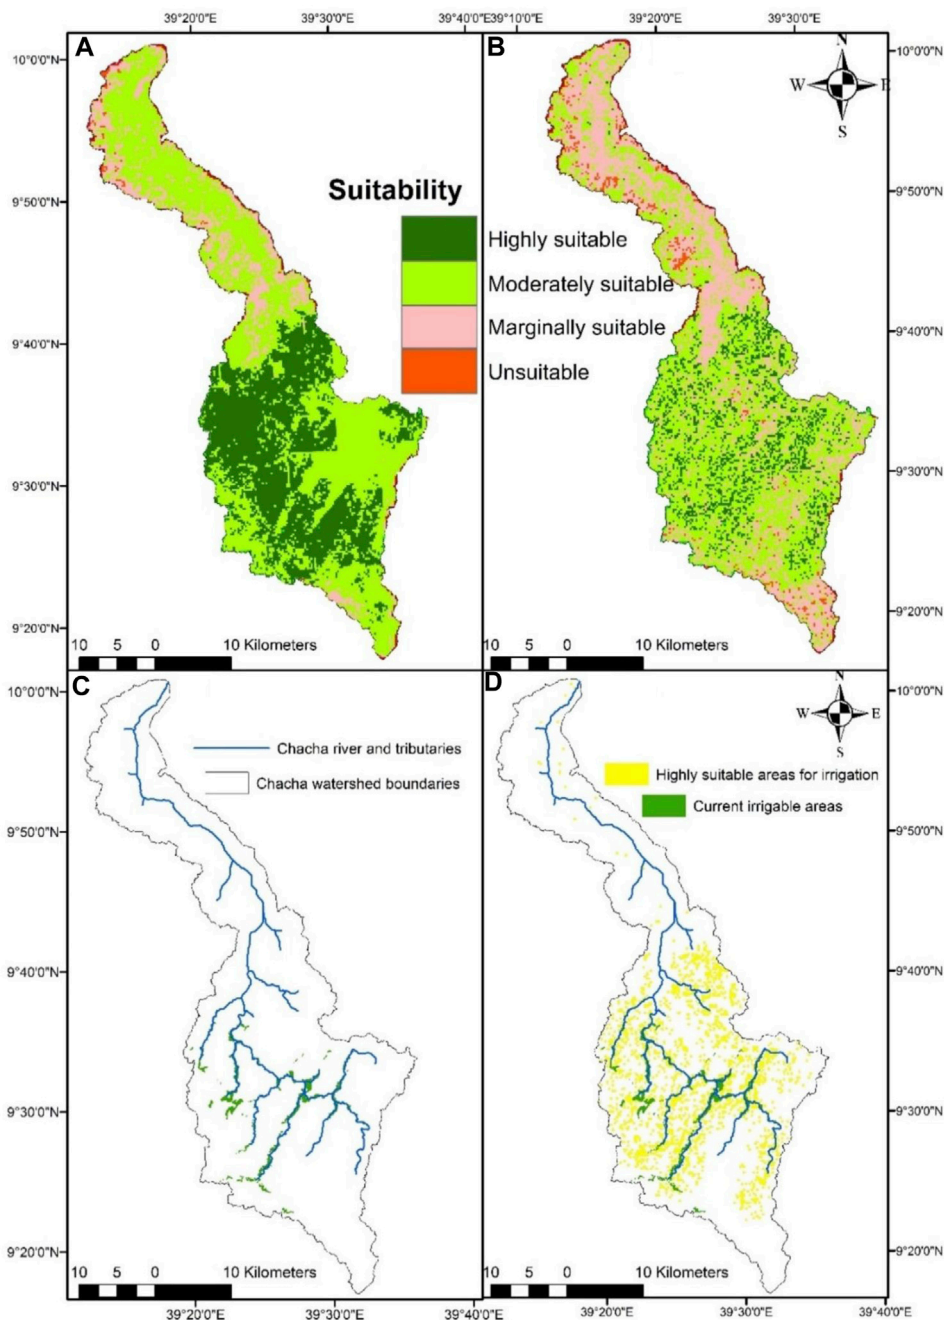 39°20'0"E 39°30'0"E 39°40'0"E 39°10'0"E 39°20'0"E 39°30'0"E
A
B
N
W E
S
10°00'0"N
9°50'0"N
9°40'0"N
9°30'0"N
9°20'0"N
10°00'0"N
9°50'0"N
9°40'0"N
9°30'0"N
9°20'0"N
Suitability
Highly suitable
Moderately suitable
Marginally suitable
Unsuitable
10 5 0 10 Kilometers
10 5 0 10 Kilometers
C
D
N
W E
S
10°00'0"N
9°50'0"N
9°40'0"N
9°30'0"N
9°20'0"N
10°00'0"N
9°50'0"N
9°40'0"N
9°30'0"N
9°20'0"N
Chacha river and tributaries
Chacha watershed boundaries
Highly suitable areas for irrigation
Current irrigable areas
10 5 0 10 Kilometers
10 5 0 10 Kilometers
39°20'0"E 39°30'0"E 39°40'0"E 39°20'0"E 39°30'0"E 39°40'0"E